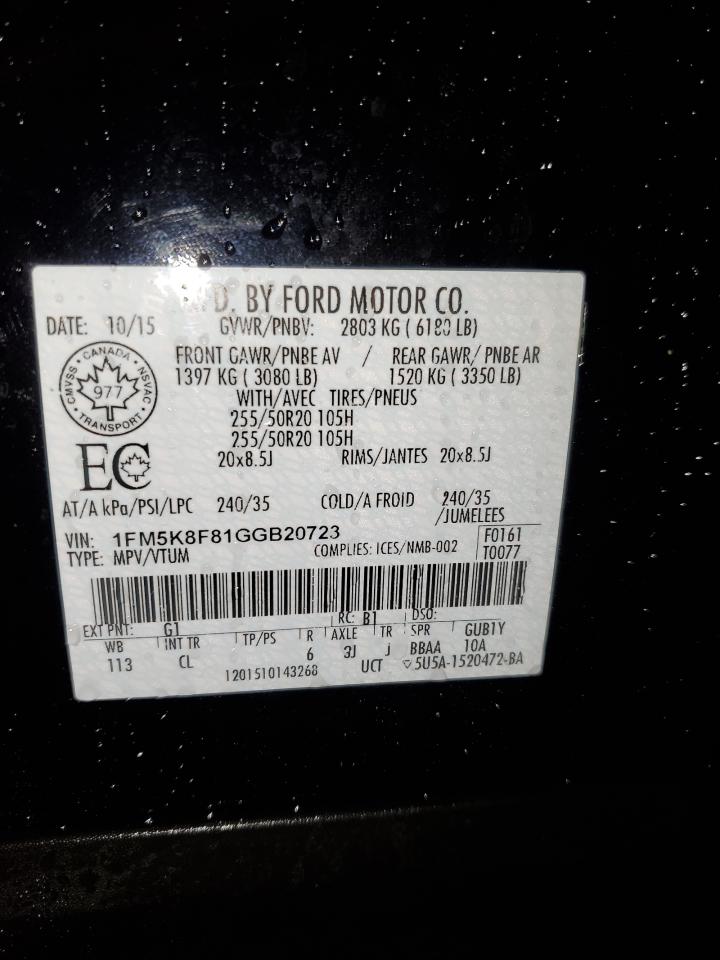 D. BY FORD MOTOR CO.
DATE: 10/15 GVWR/PNBV: 2803 KG ( 6180 LB)
CANADA
CMVSS NSVAC
977
TRANSPORT
FRONT GAWR/PNBE AV / REAR GAWR/ PNBE AR
1397 KG ( 3080 LB) 1520 KG ( 3350 LB)
WITH/AVEC TIRES/PNEUS
255/50R20 105H
255/50R20 105H
EC
20x8.5J RIMS/JANTES 20x8.5J
AT/A kPa/PSI/LPC 240/35 COLD/A FROID 240/35
/JUMELEES
VIN: 1FM5K8F81GGB20723 F0161
TYPE: MPV/VTUM COMPLIES: ICES/NMB-002 T0077
EXT PNT: G1 RC: B1 DSO:
WB INT TR TP/PS R AXLE TR SPR GUB1Y
113 CL 6 3J J BBAA 10A
1201510143268 UCT ▽5U5A-1520472-BA